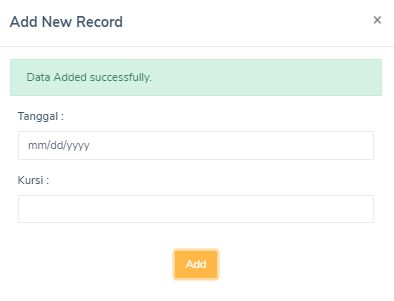 Add New Record ×
Data Added successfully.
Tanggal :
mm/dd/yyyy
Kursi :
Add